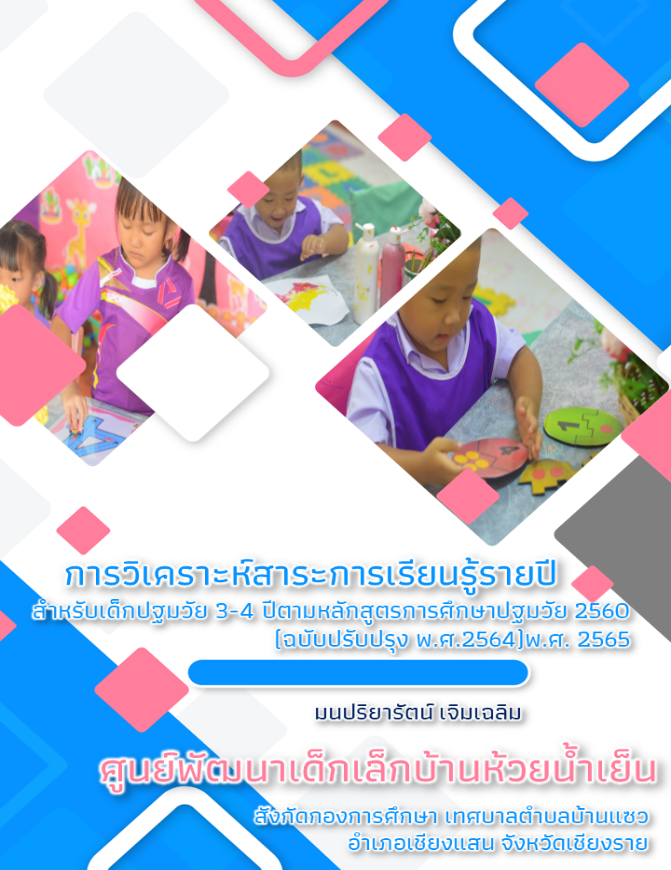 การวิเคราะห์สาระการเรียนรู้รายปี
สำหรับเด็กปฐมวัย 3-4 ปีตามหลักสูตรการศึกษาปฐมวัย 2560
(ฉบับปรับปรุง พ.ศ.2564)พ.ศ. 2565
มนปริยารัตน์ เจิมเฉลิม
ศูนย์พัฒนาเด็กเล็กบ้านห้วยน้ำเย็น
สังกัดกองการศึกษา เทศบาลตำบลบ้านแซว
อำเภอเชียงแสน จังหวัดเชียงราย
4
1